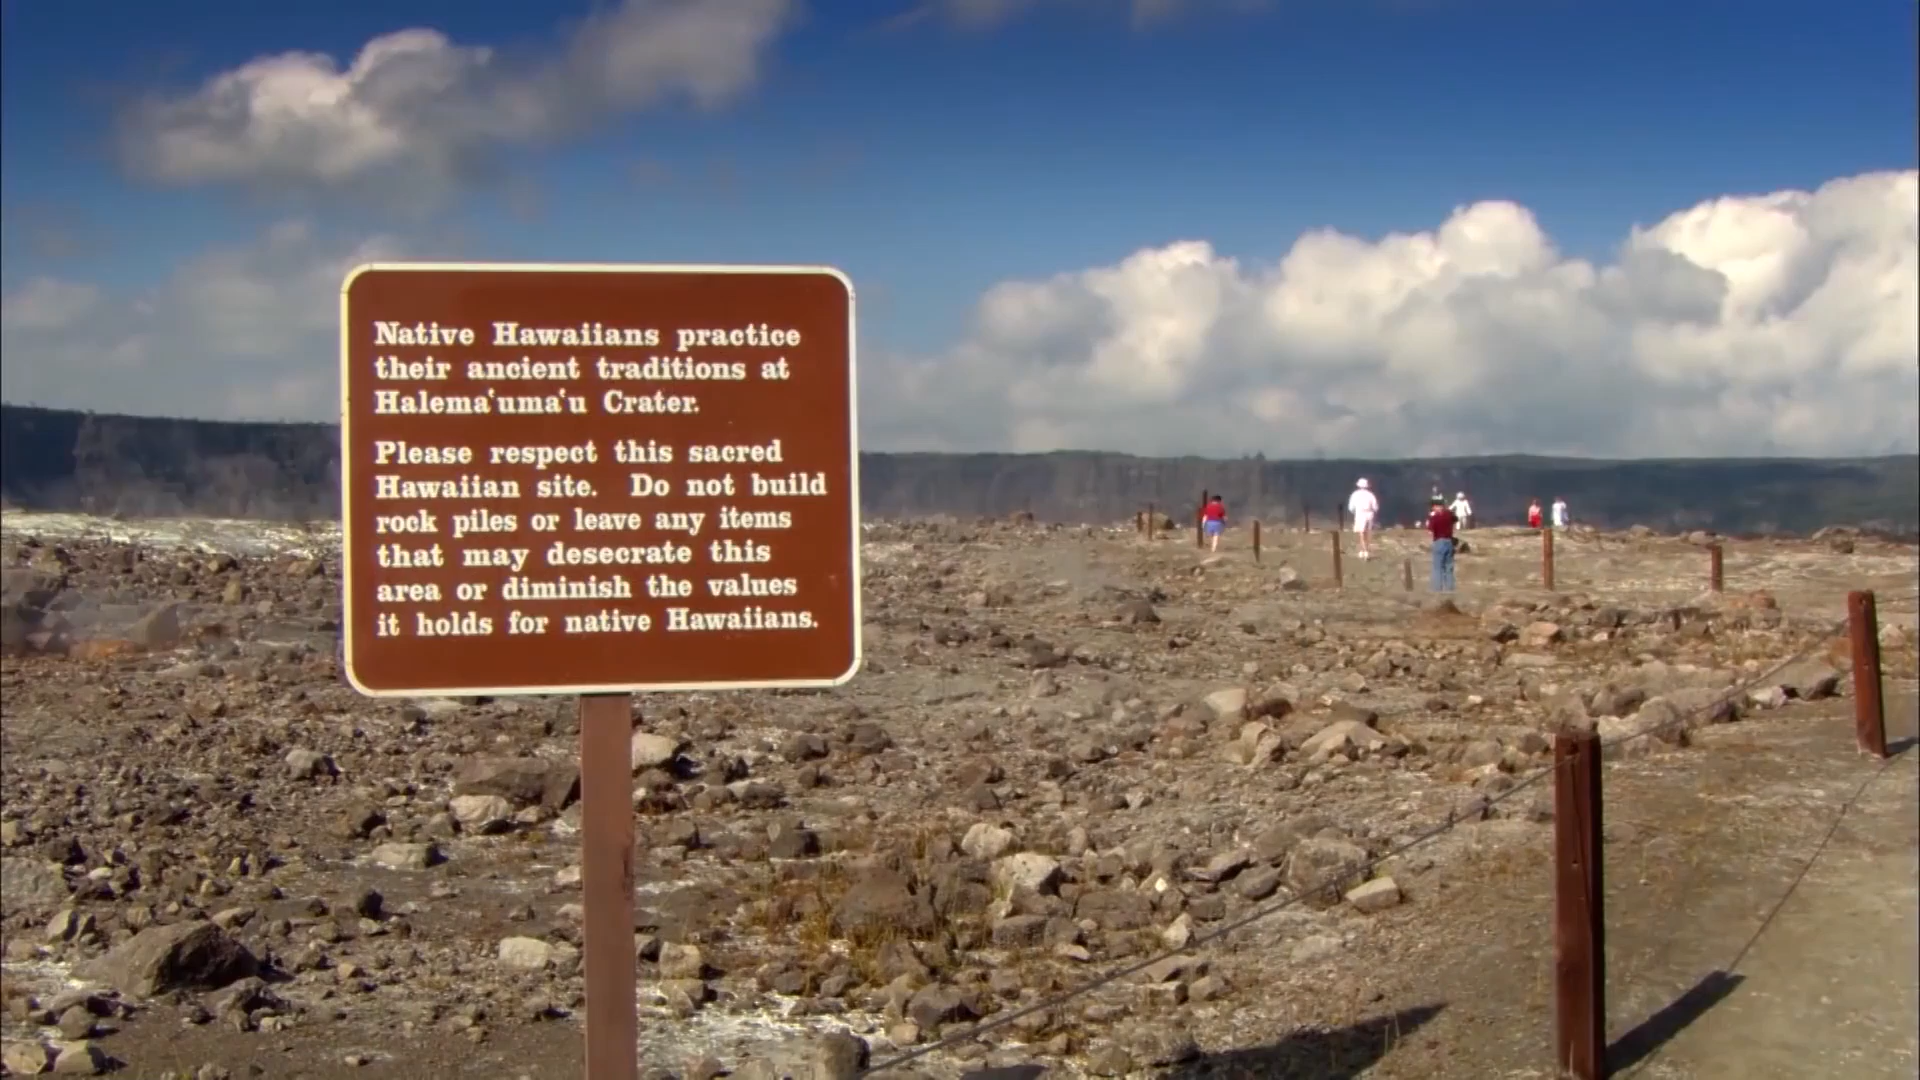 Native Hawaiians practice
their ancient traditions at
Halema‘uma‘u Crater.
Please respect this sacred
Hawaiian site. Do not build
rock piles or leave any items
that may desecrate this
area or diminish the values
it holds for native Hawaiians.